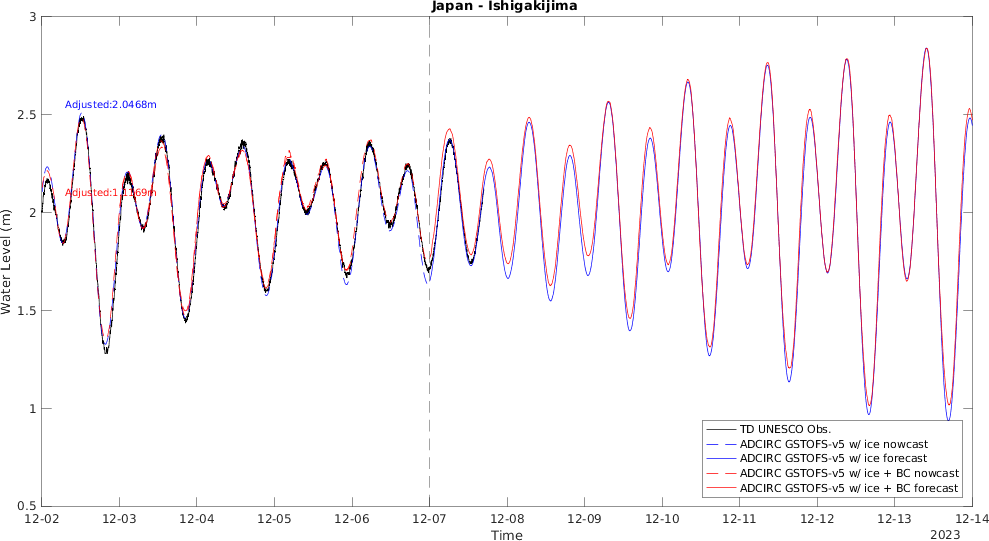 Japan - Ishigakijima
3
2.5
2
1.5
1
0.5
Water Level (m)
Adjusted:2.0468m
Adjusted:1.1169m
TD UNESCO Obs.
ADCIRC GSTOFS-v5 w/ ice nowcast
ADCIRC GSTOFS-v5 w/ ice forecast
ADCIRC GSTOFS-v5 w/ ice + BC nowcast
ADCIRC GSTOFS-v5 w/ ice + BC forecast
12-02 12-03 12-04 12-05 12-06 12-07 12-08 12-09 12-10 12-11 12-12 12-13 12-14
Time
2023